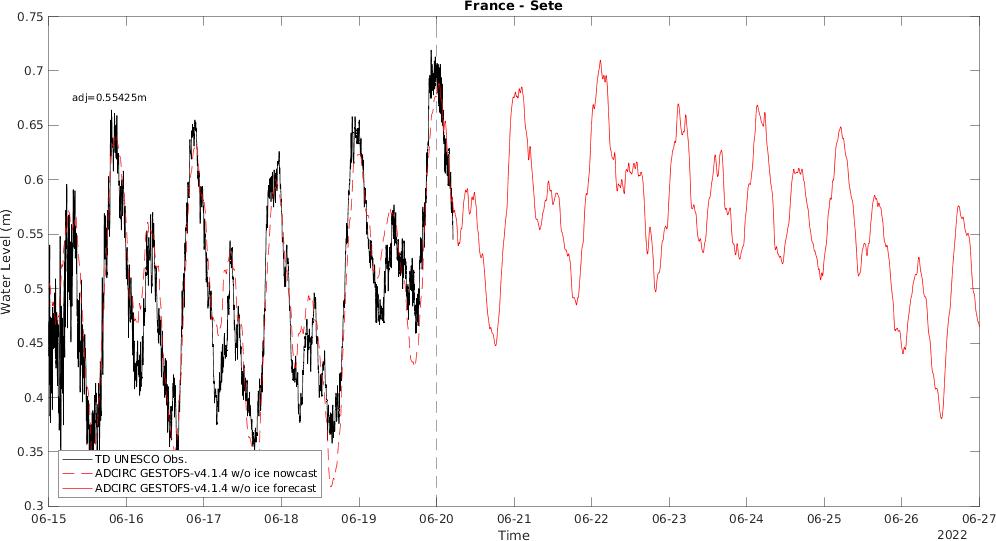 France - Sete
0.75
0.7
0.65
0.6
0.55
0.5
0.45
0.4
0.35
0.3
Water Level (m)
adj=0.55425m
TD UNESCO Obs.
ADCIRC GESTOFS-v4.1.4 w/o ice nowcast
ADCIRC GESTOFS-v4.1.4 w/o ice forecast
06-15 06-16 06-17 06-18 06-19 06-20 06-21 06-22 06-23 06-24 06-25 06-26 06-27
Time
2022